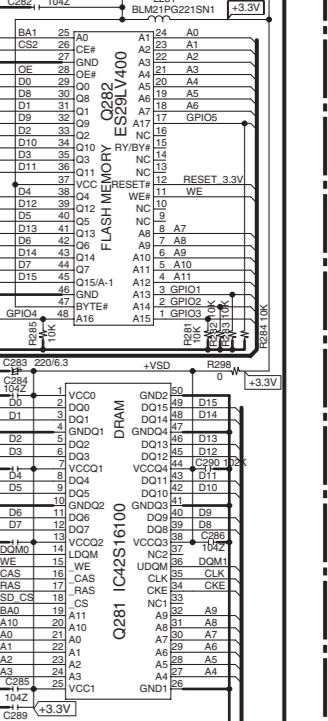 C282 104Z
BLM21PG221SN1
+3.3V
BA1 25 A0 A1 24 A0
CS2 26 CE# A2 23 A1
27 GND A3 22 A2
OE 28 OE# A4 21 A3
D0 29 Q0 A5 20 A4
D8 30 Q8 A6 19 A5
D1 31 Q1 A7 18 A6
D9 32 Q9 A17 17 GPIO5
D2 33 Q2 NC 16
D10 34 Q10 RY/BY# 15
D3 35 Q3 NC 14
D11 36 Q11 NC 13
37 VCC RESET# 12 RESET_3.3V
D4 38 Q4 WE# 11 WE
D12 39 Q12 NC 10
D5 40 Q5 NC 9
D13 41 Q13 A8 8 A7
D6 42 Q6 A9 7 A8
D14 43 Q14 A10 6 A9
D7 44 Q7 A11 5 A10
D15 45 Q15/A-1 A12 4 A11
46 GND A13 3 GPIO1
47 BYTE# A14 2 GPIO2
GPIO4 48 A16 A15 1 GPIO3
FLASH MEMORY
Q282
ES29LV400
R285 10K
R281
R284 10K
C283 220/6.3 +VSD R298
0
+3.3V
C284
104Z
1 VCC0 GND2 50
D0 2 DQ0 DQ15 49 D15
D1 3 DQ1 DQ14 48 D14
4 GNDQ1 GNDQ4 47
D2 5 DQ2 DQ13 46 D13
D3 6 DQ3 DQ12 45 D12
7 VCCQ1 VCCQ4 44 C290 102K
D4 8 DQ4 DQ11 43 D11
D5 9 DQ5 DQ10 42 D10
10 GNDQ2 GNDQ3 41
D6 11 DQ6 DQ9 40 D9
D7 12 DQ7 DQ8 39 D8
13 VCCQ2 VCCQ3 38 C286
104Z
DQM0 14 LDQM NC2 37
WE 15 _WE UDQM 36 DQM1
CAS 16 _CAS CLK 35 CLK
RAS 17 _RAS CKE 34 CKE
SD_CS 18 _CS NC1 33
BA0 19 A11 A9 32 A9
A10 20 A10 A8 31 A8
A0 21 A0 A7 30 A7
A1 22 A1 A6 29 A6
A2 23 A2 A5 28 A5
A3 24 A3 A4 27 A4
C285 25 VCC1 GND1 26
104Z
DRAM
Q281 IC42S16100
+3.3V
C289